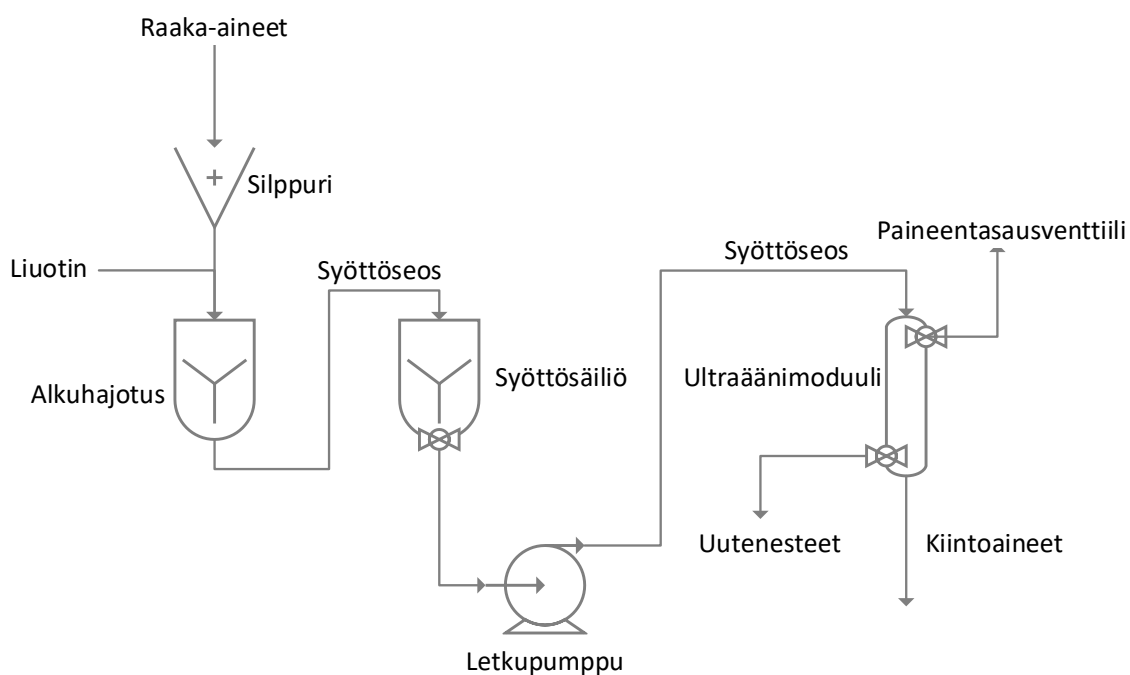 Raaka-aineet
Silppuri
Paineentasausventtiili
Liuotin
Syöttöseos
Syöttöseos
Alkuhajotus
Syöttösäiliö
Ultraäänimoduuli
Uutenesteet
Kiintoaineet
Letkupumppu